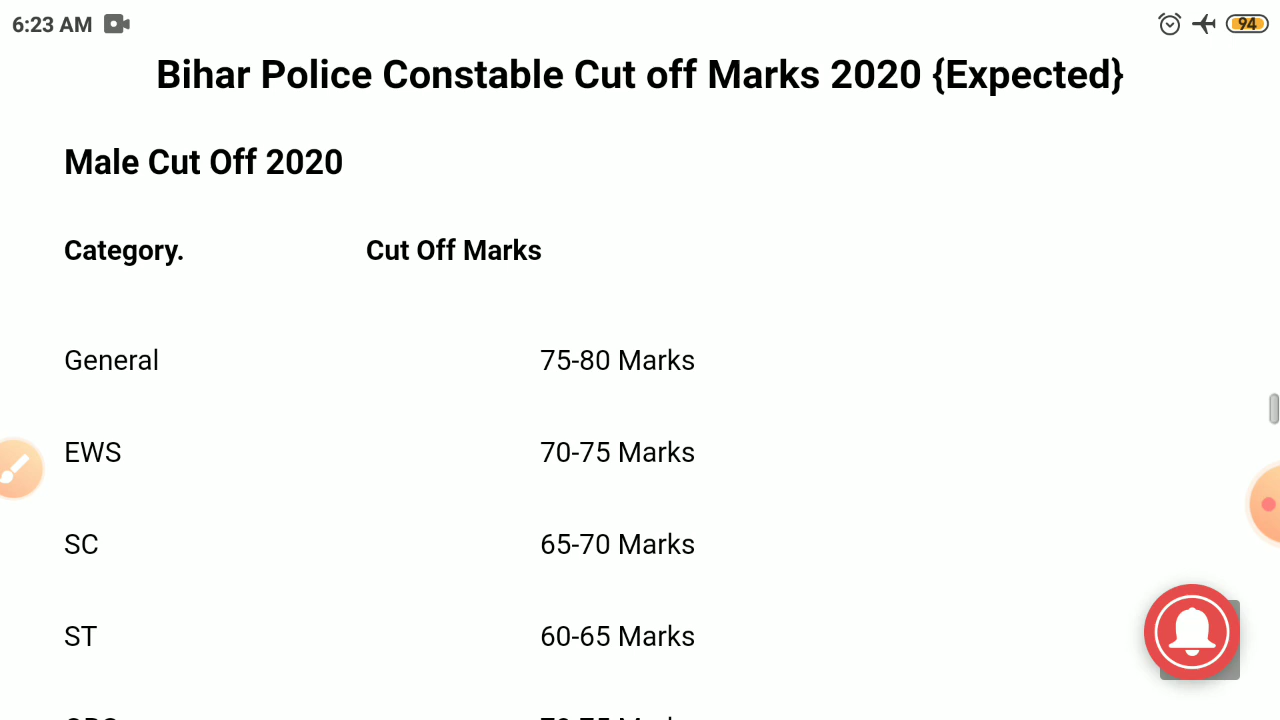 6:23 AM
94
Bihar Police Constable Cut off Marks 2020 {Expected}
Male Cut Off 2020
Category. Cut Off Marks
General 75-80 Marks
EWS 70-75 Marks
SC 65-70 Marks
ST 60-65 Marks